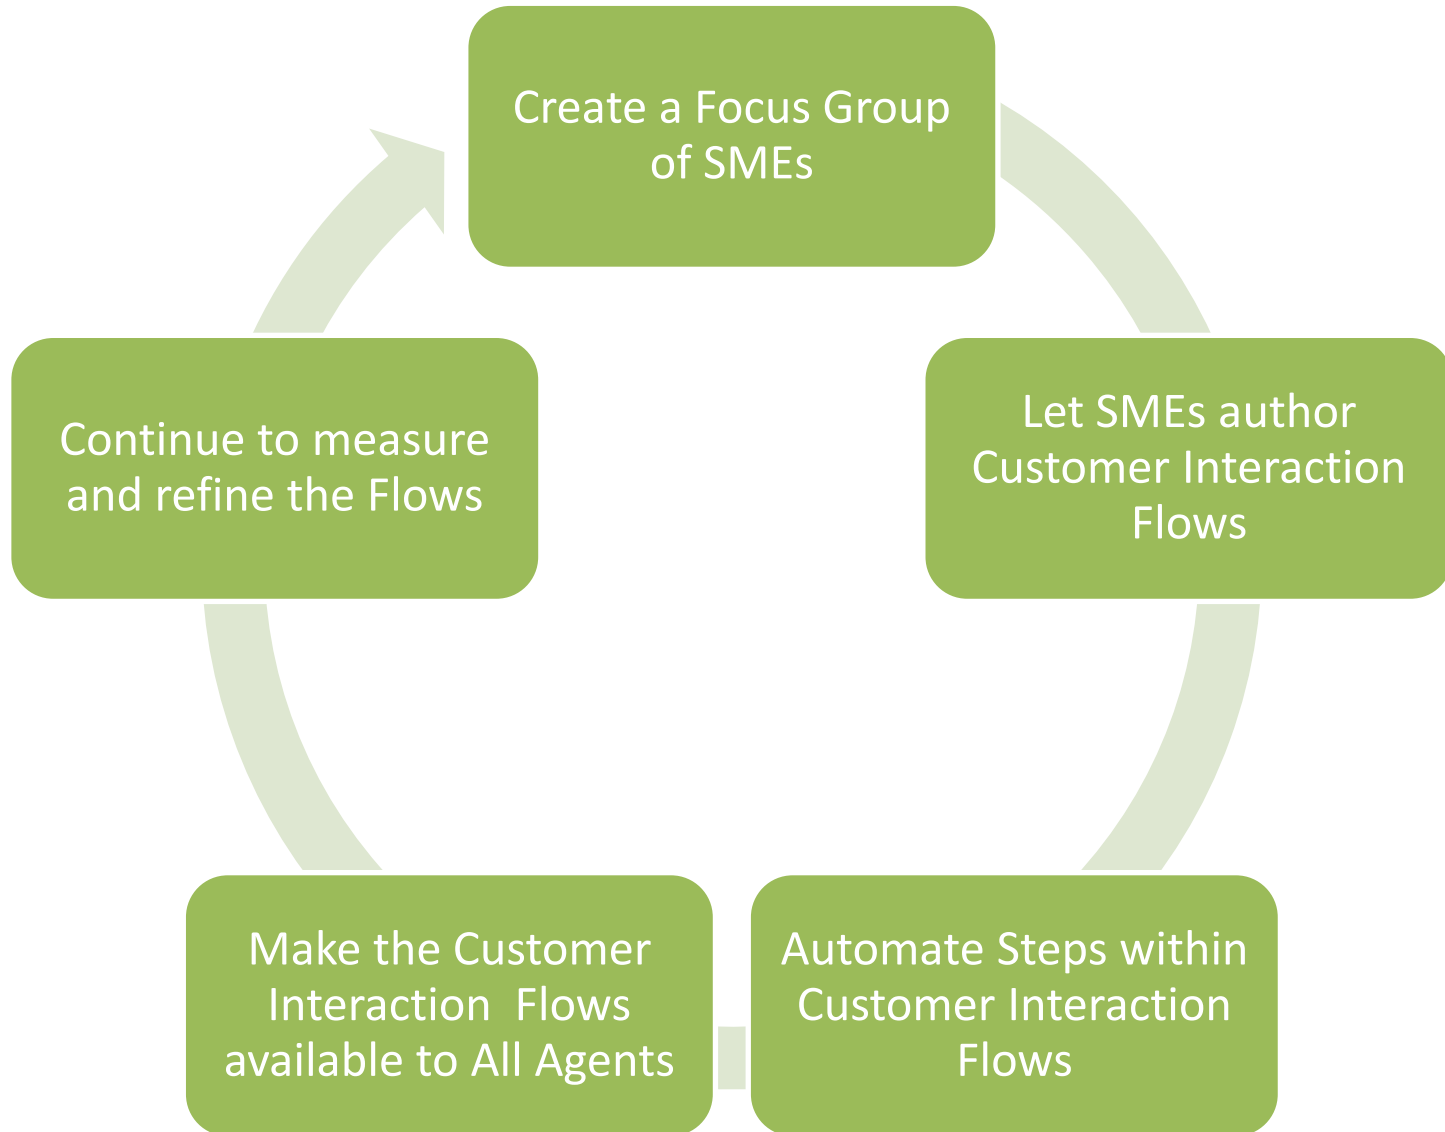 Create a Focus Group
of SMEs
Let SMEs author
Customer Interaction
Flows
Automate Steps within
Customer Interaction
Flows
Make the Customer
Interaction  Flows
available to All Agents
Continue to measure
and refine the Flows